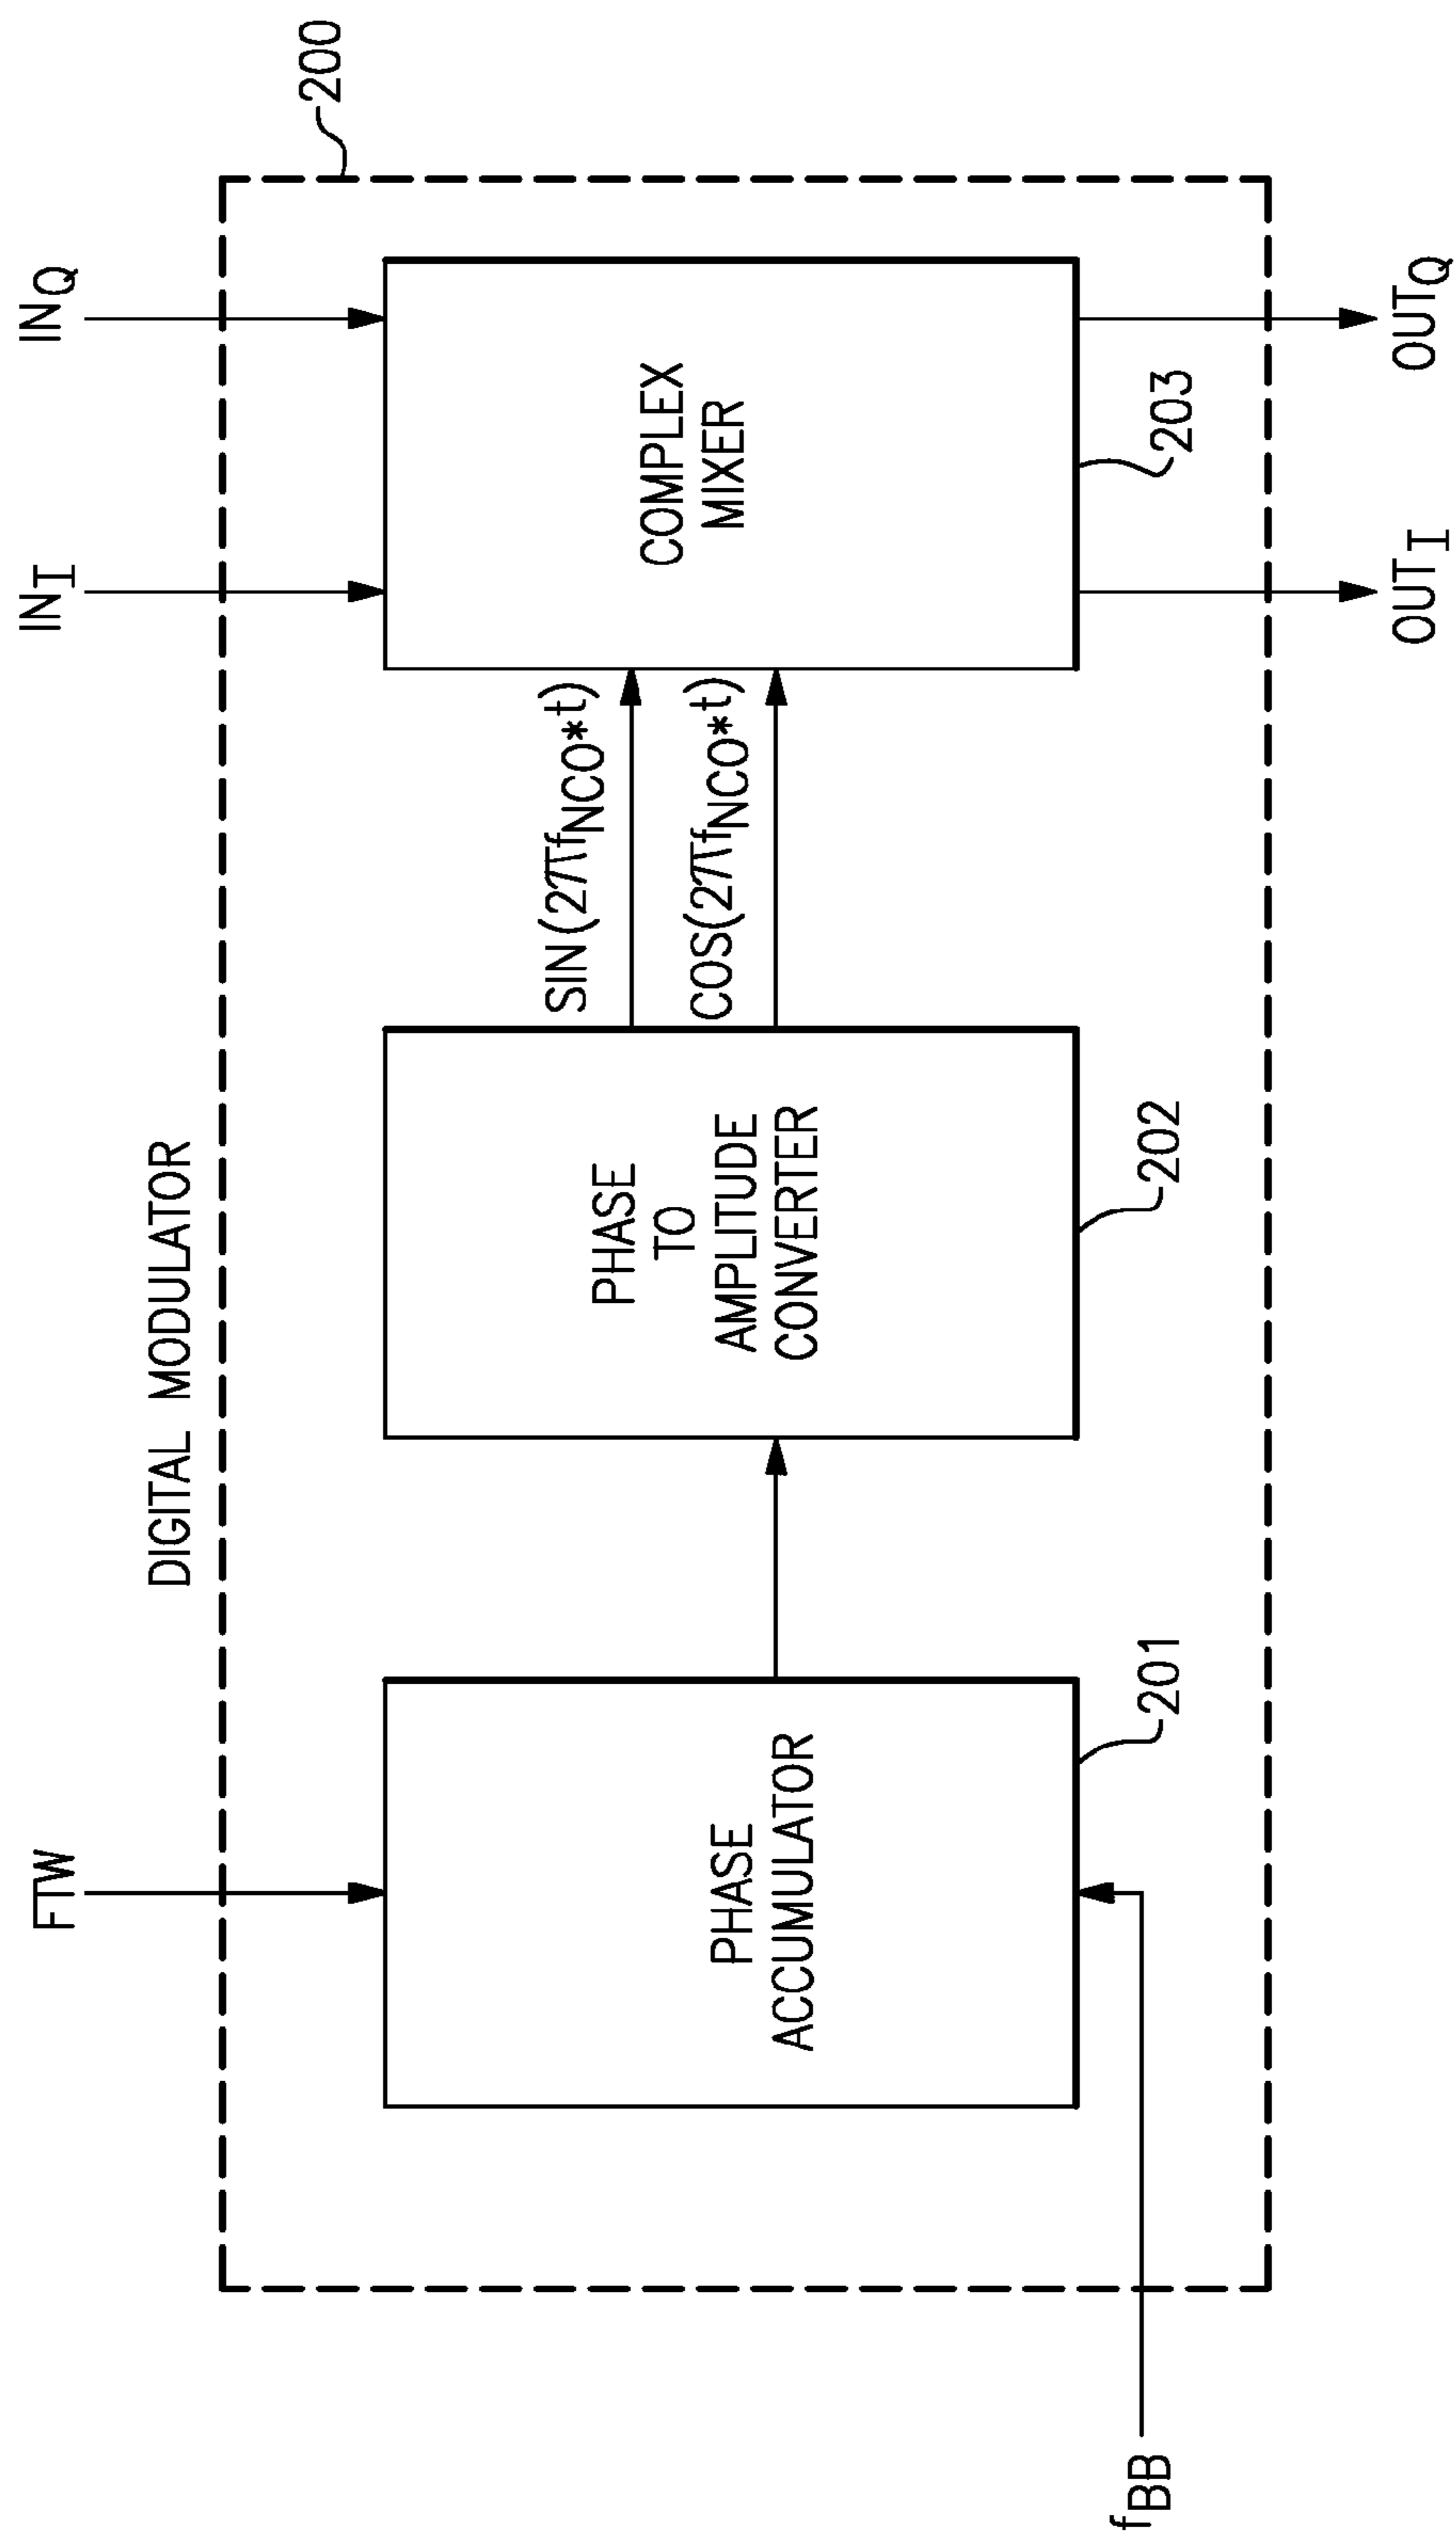 DIGITAL MODULATOR
200
FTW
IN_I
IN_Q
PHASE
ACCUMULATOR
201
PHASE
TO
AMPLITUDE
CONVERTER
202
SIN(2πf_NCO*t)
COS(2πf_NCO*t)
COMPLEX
MIXER
203
f_BB
OUT_I
OUT_Q